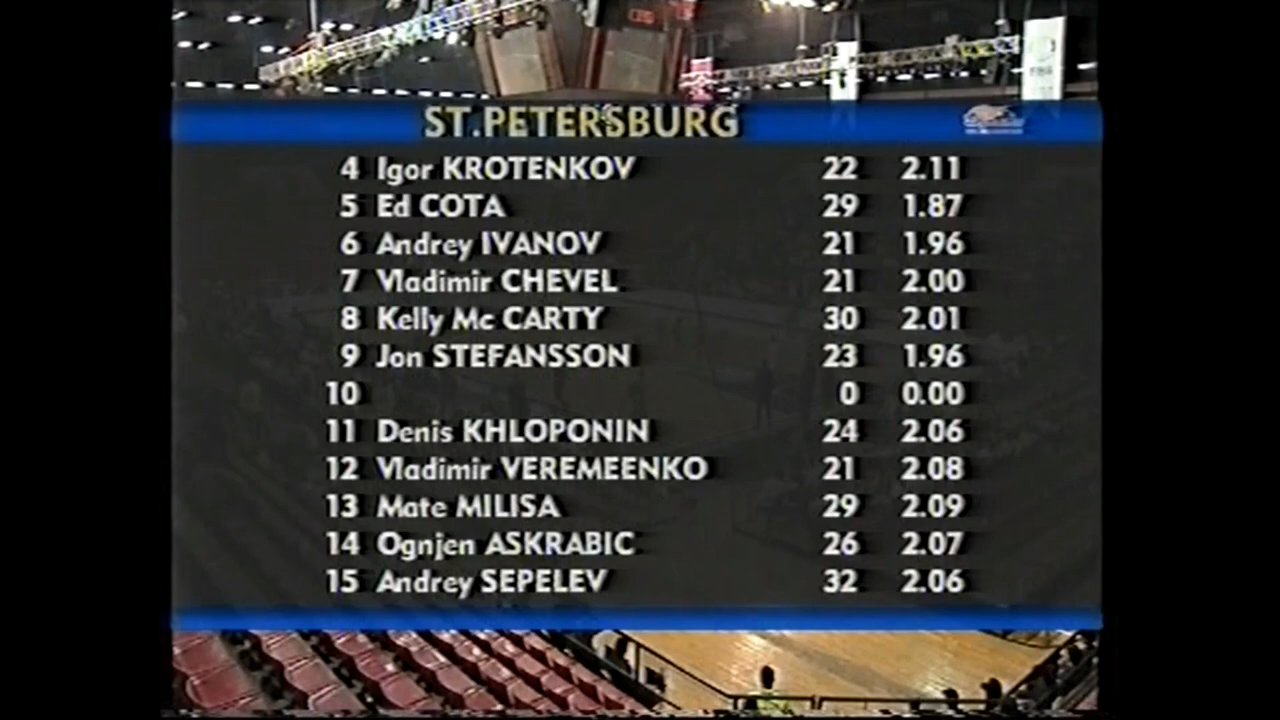 ST.PETERSBURG
4 Igor KROTENKOV 22 2.11
5 Ed COTA 29 1.87
6 Andrey IVANOV 21 1.96
7 Vladimir CHEVEL 21 2.00
8 Kelly Mc CARTY 30 2.01
9 Jon STEFANSSON 23 1.96
10 0 0.00
11 Denis KHLOPONIN 24 2.06
12 Vladimir VEREMEENKO 21 2.08
13 Mate MILISA 29 2.09
14 Ognjen ASKRABIC 26 2.07
15 Andrey SEPELEV 32 2.06